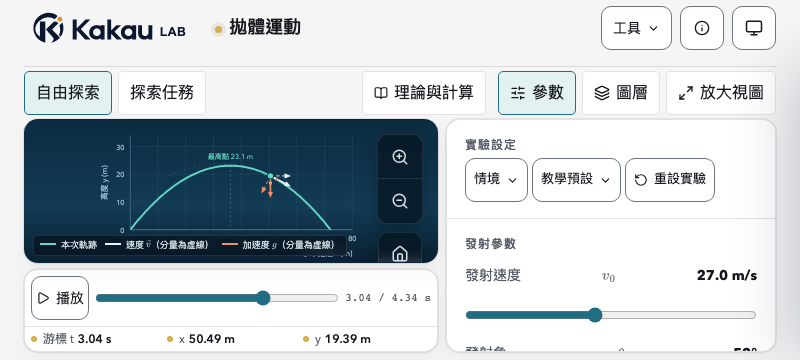 Kakau LAB
拋體運動
工具
自由探索
探索任務
理論與計算
參數
圖層
放大視圖
最高點 23.1 m
高度 y (m)
30
20
10
0
80
本次軌跡
速度 v⃗（分量為虛線）
加速度 g（分量為虛線）
播放
3.04 / 4.34 s
游標 t 3.04 s
x 50.49 m
y 19.39 m
實驗設定
情境
教學預設
重設實驗
發射參數
發射速度
v₀
27.0 m/s